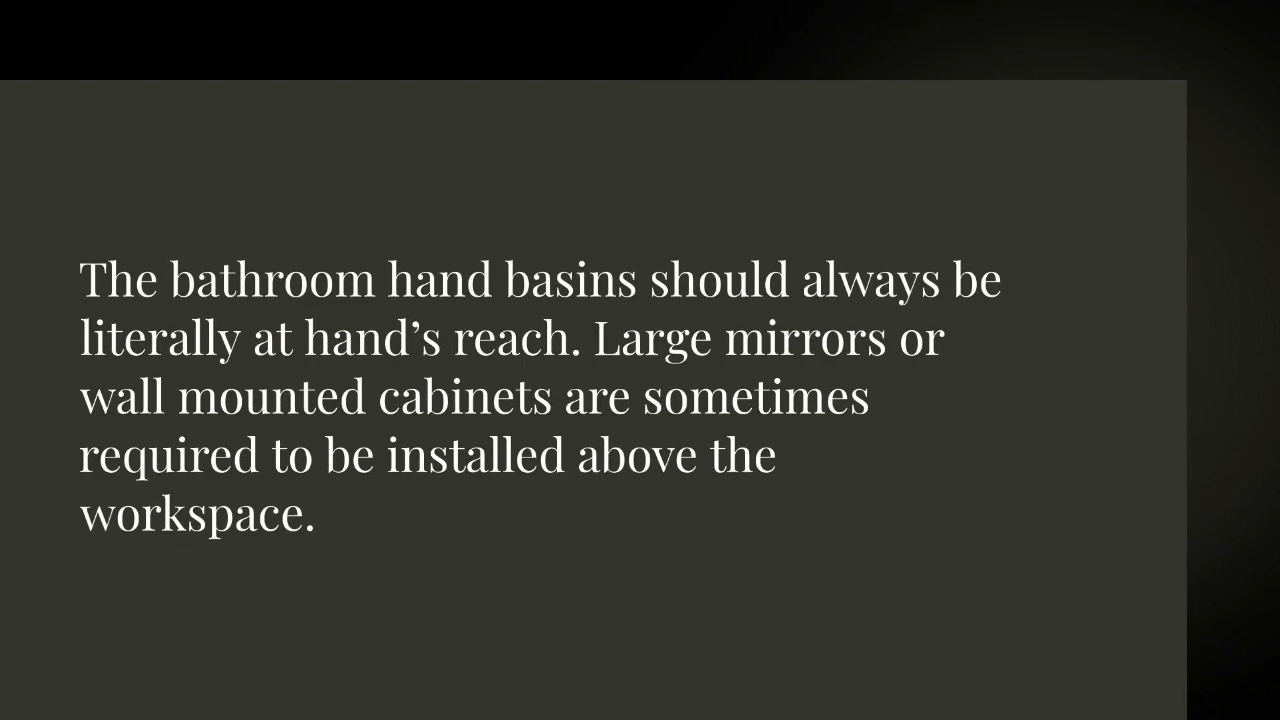 The bathroom hand basins should always be
literally at hand’s reach. Large mirrors or
wall mounted cabinets are sometimes
required to be installed above the
workspace.